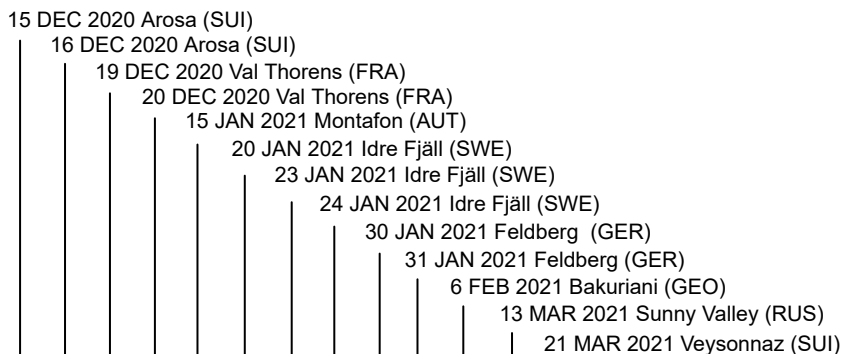 15 DEC 2020 Arosa (SUI)
16 DEC 2020 Arosa (SUI)
19 DEC 2020 Val Thorens (FRA)
20 DEC 2020 Val Thorens (FRA)
15 JAN 2021 Montafon (AUT)
20 JAN 2021 Idre Fjäll (SWE)
23 JAN 2021 Idre Fjäll (SWE)
24 JAN 2021 Idre Fjäll (SWE)
30 JAN 2021 Feldberg (GER)
31 JAN 2021 Feldberg (GER)
6 FEB 2021 Bakuriani (GEO)
13 MAR 2021 Sunny Valley (RUS)
21 MAR 2021 Veysonnaz (SUI)